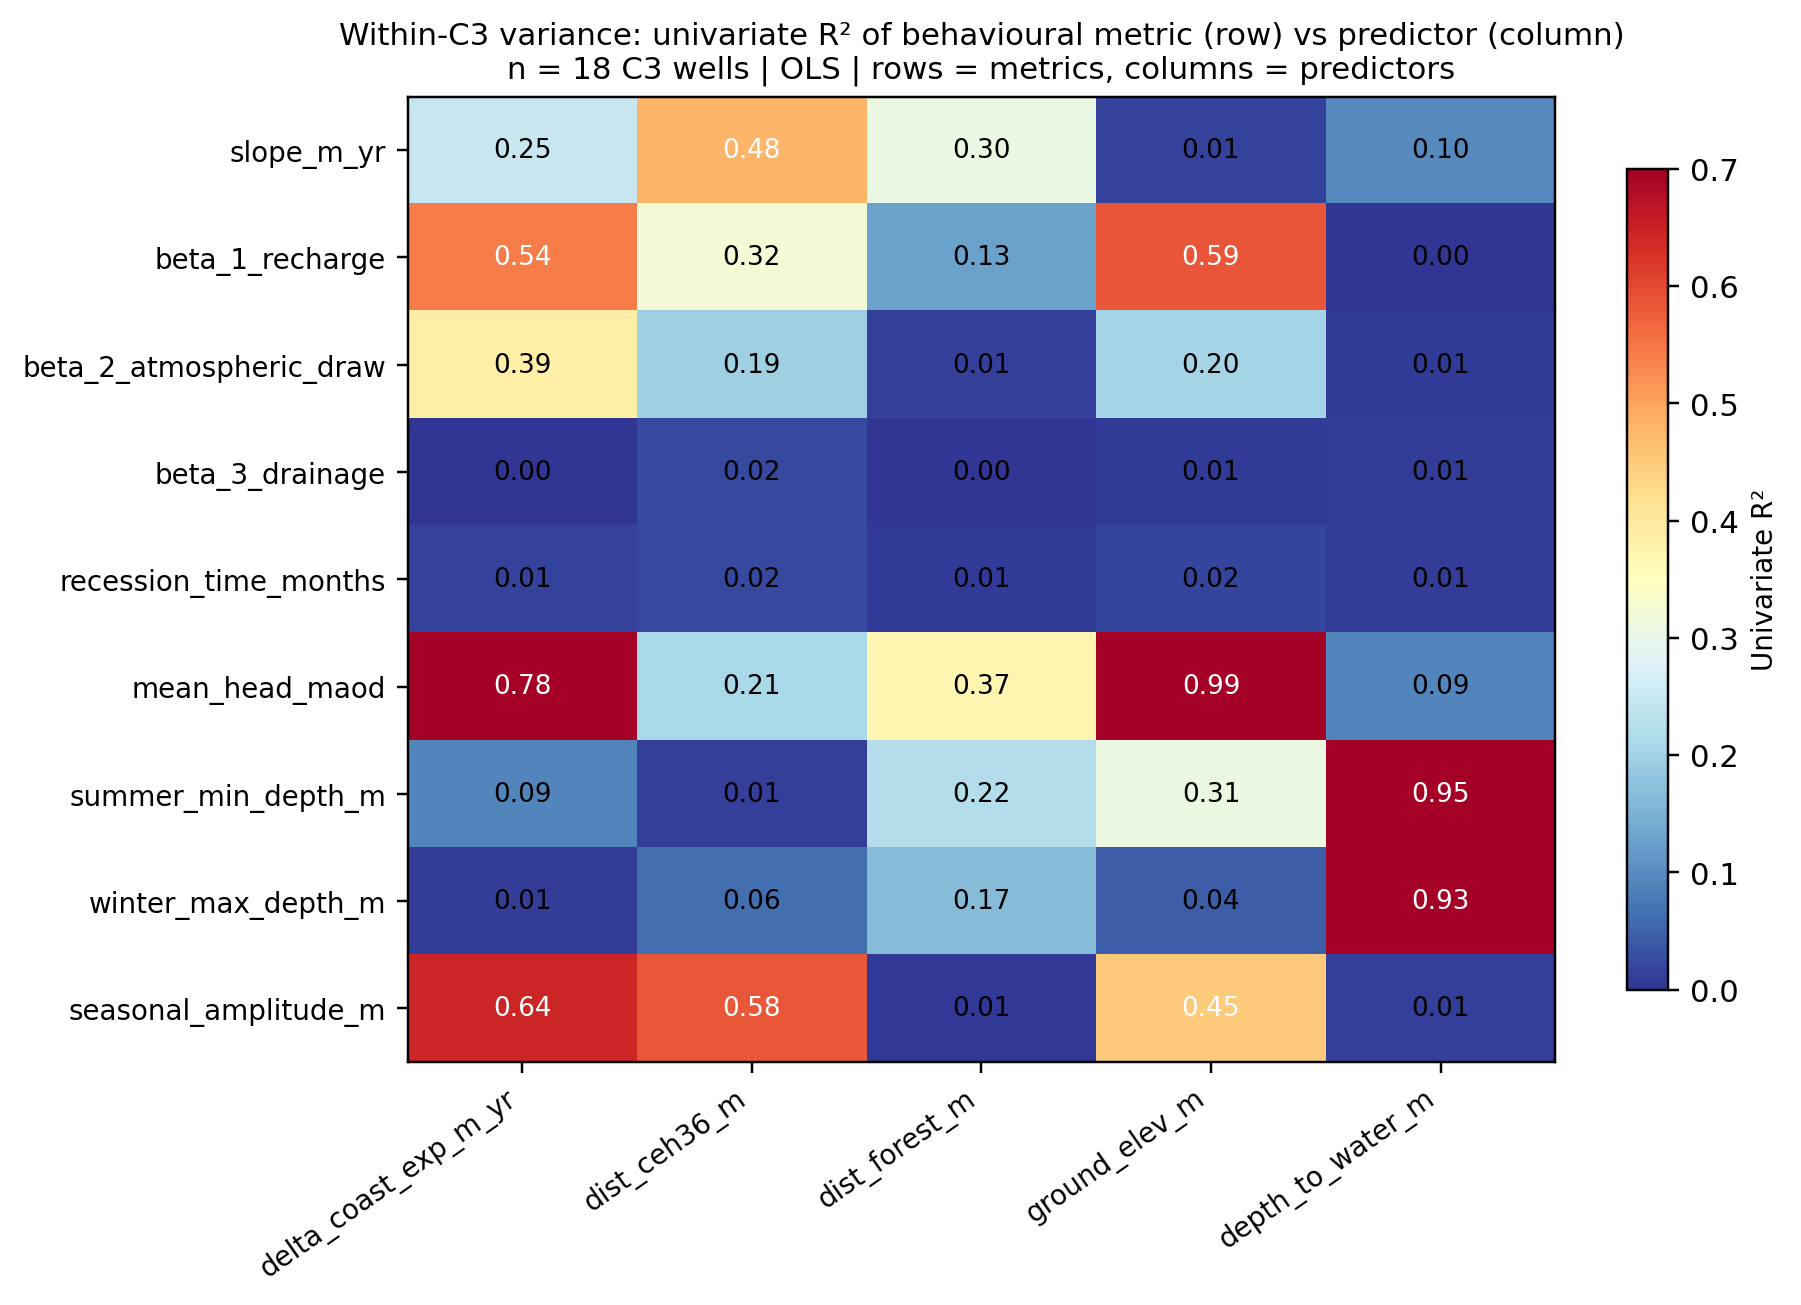 Within-C3 variance: univariate R² of behavioural metric (row) vs predictor (column)
n = 18 C3 wells | OLS | rows = metrics, columns = predictors
slope_m_yr 0.25 0.48 0.30 0.01 0.10
beta_1_recharge 0.54 0.32 0.13 0.59 0.00
beta_2_atmospheric_draw 0.39 0.19 0.01 0.20 0.01
beta_3_drainage 0.00 0.02 0.00 0.01 0.01
recession_time_months 0.01 0.02 0.01 0.02 0.01
mean_head_maod 0.78 0.21 0.37 0.99 0.09
summer_min_depth_m 0.09 0.01 0.22 0.31 0.95
winter_max_depth_m 0.01 0.06 0.17 0.04 0.93
seasonal_amplitude_m 0.64 0.58 0.01 0.45 0.01
delta_coast_exp_m_yr
dist_ceh36_m
dist_forest_m
ground_elev_m
depth_to_water_m
0.7
0.6
0.5
0.4
0.3
0.2
0.1
0.0
Univariate R²